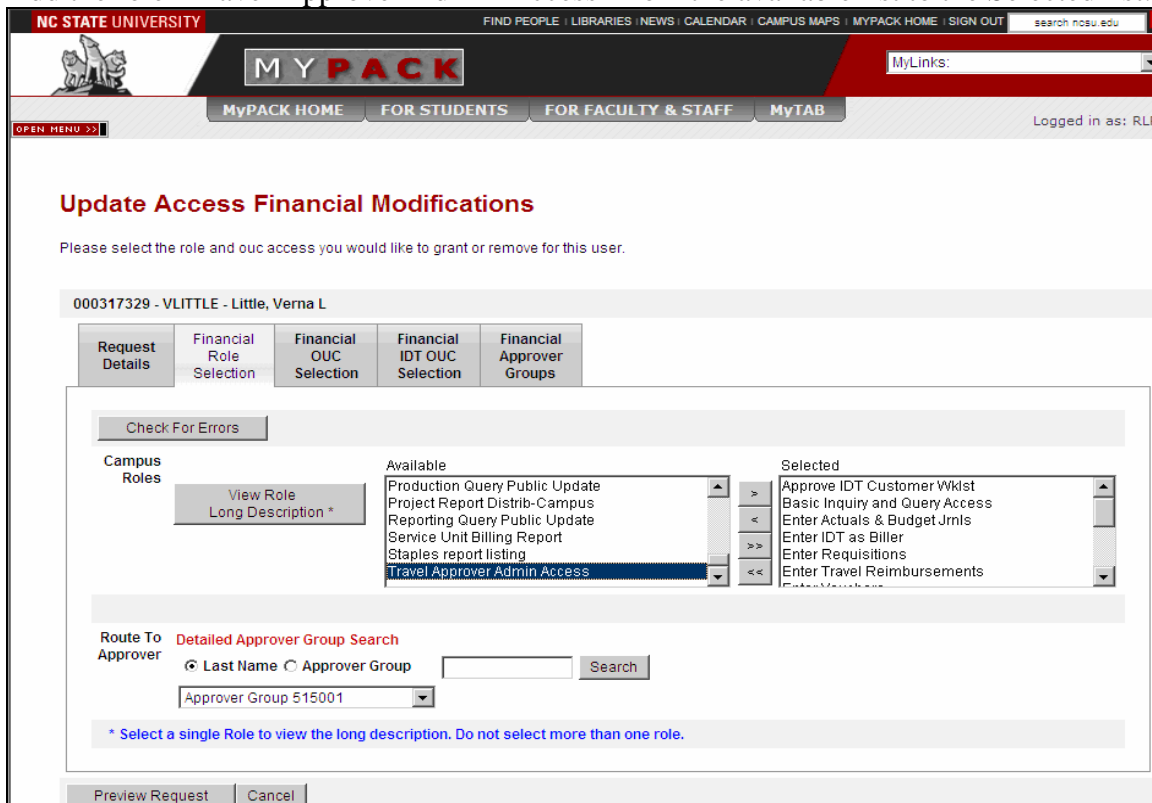 NC STATE UNIVERSITY FIND PEOPLE | LIBRARIES | NEWS | CALENDAR | CAMPUS MAPS | MYPACK HOME | SIGN OUT search ncsu.edu
MYPACK MyLinks:
MyPACK HOME FOR STUDENTS FOR FACULTY & STAFF MyTAB
OPEN MENU >> Logged in as:
Update Access Financial Modifications
Please select the role and ouc access you would like to grant or remove for this user.
000317329 - VLITTLE - Little, Verna L
Request Details
Financial Role Selection
Financial OUC Selection
Financial IDT OUC Selection
Financial Approver Groups
Check For Errors
Campus Roles
View Role Long Description *
Available
Production Query Public Update
Project Report Distrib-Campus
Reporting Query Public Update
Service Unit Billing Report
Staples report listing
Travel Approver Admin Access
>
<
>>
<<
Selected
Approve IDT Customer Wklst
Basic Inquiry and Query Access
Enter Actuals & Budget Jrnls
Enter IDT as Biller
Enter Requisitions
Enter Travel Reimbursements
Route To Approver
Detailed Approver Group Search
Last Name Approver Group Search
Approver Group 515001
* Select a single Role to view the long description. Do not select more than one role.
Preview Request Cancel